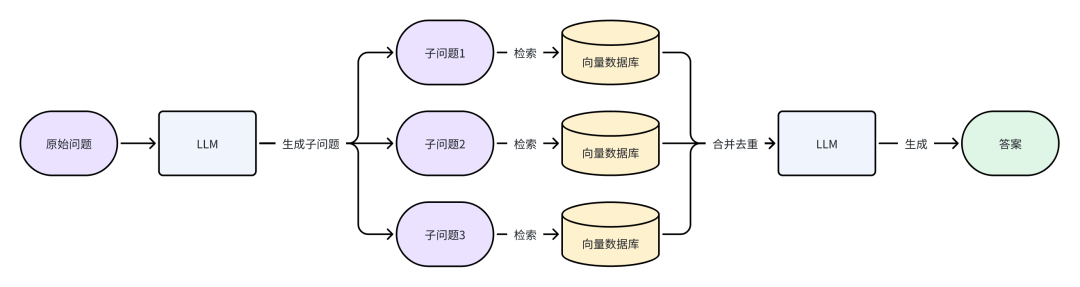 原始问题
LLM
生成子问题
子问题1
检索
向量数据库
子问题2
检索
向量数据库
子问题3
检索
向量数据库
合并去重
LLM
生成
答案